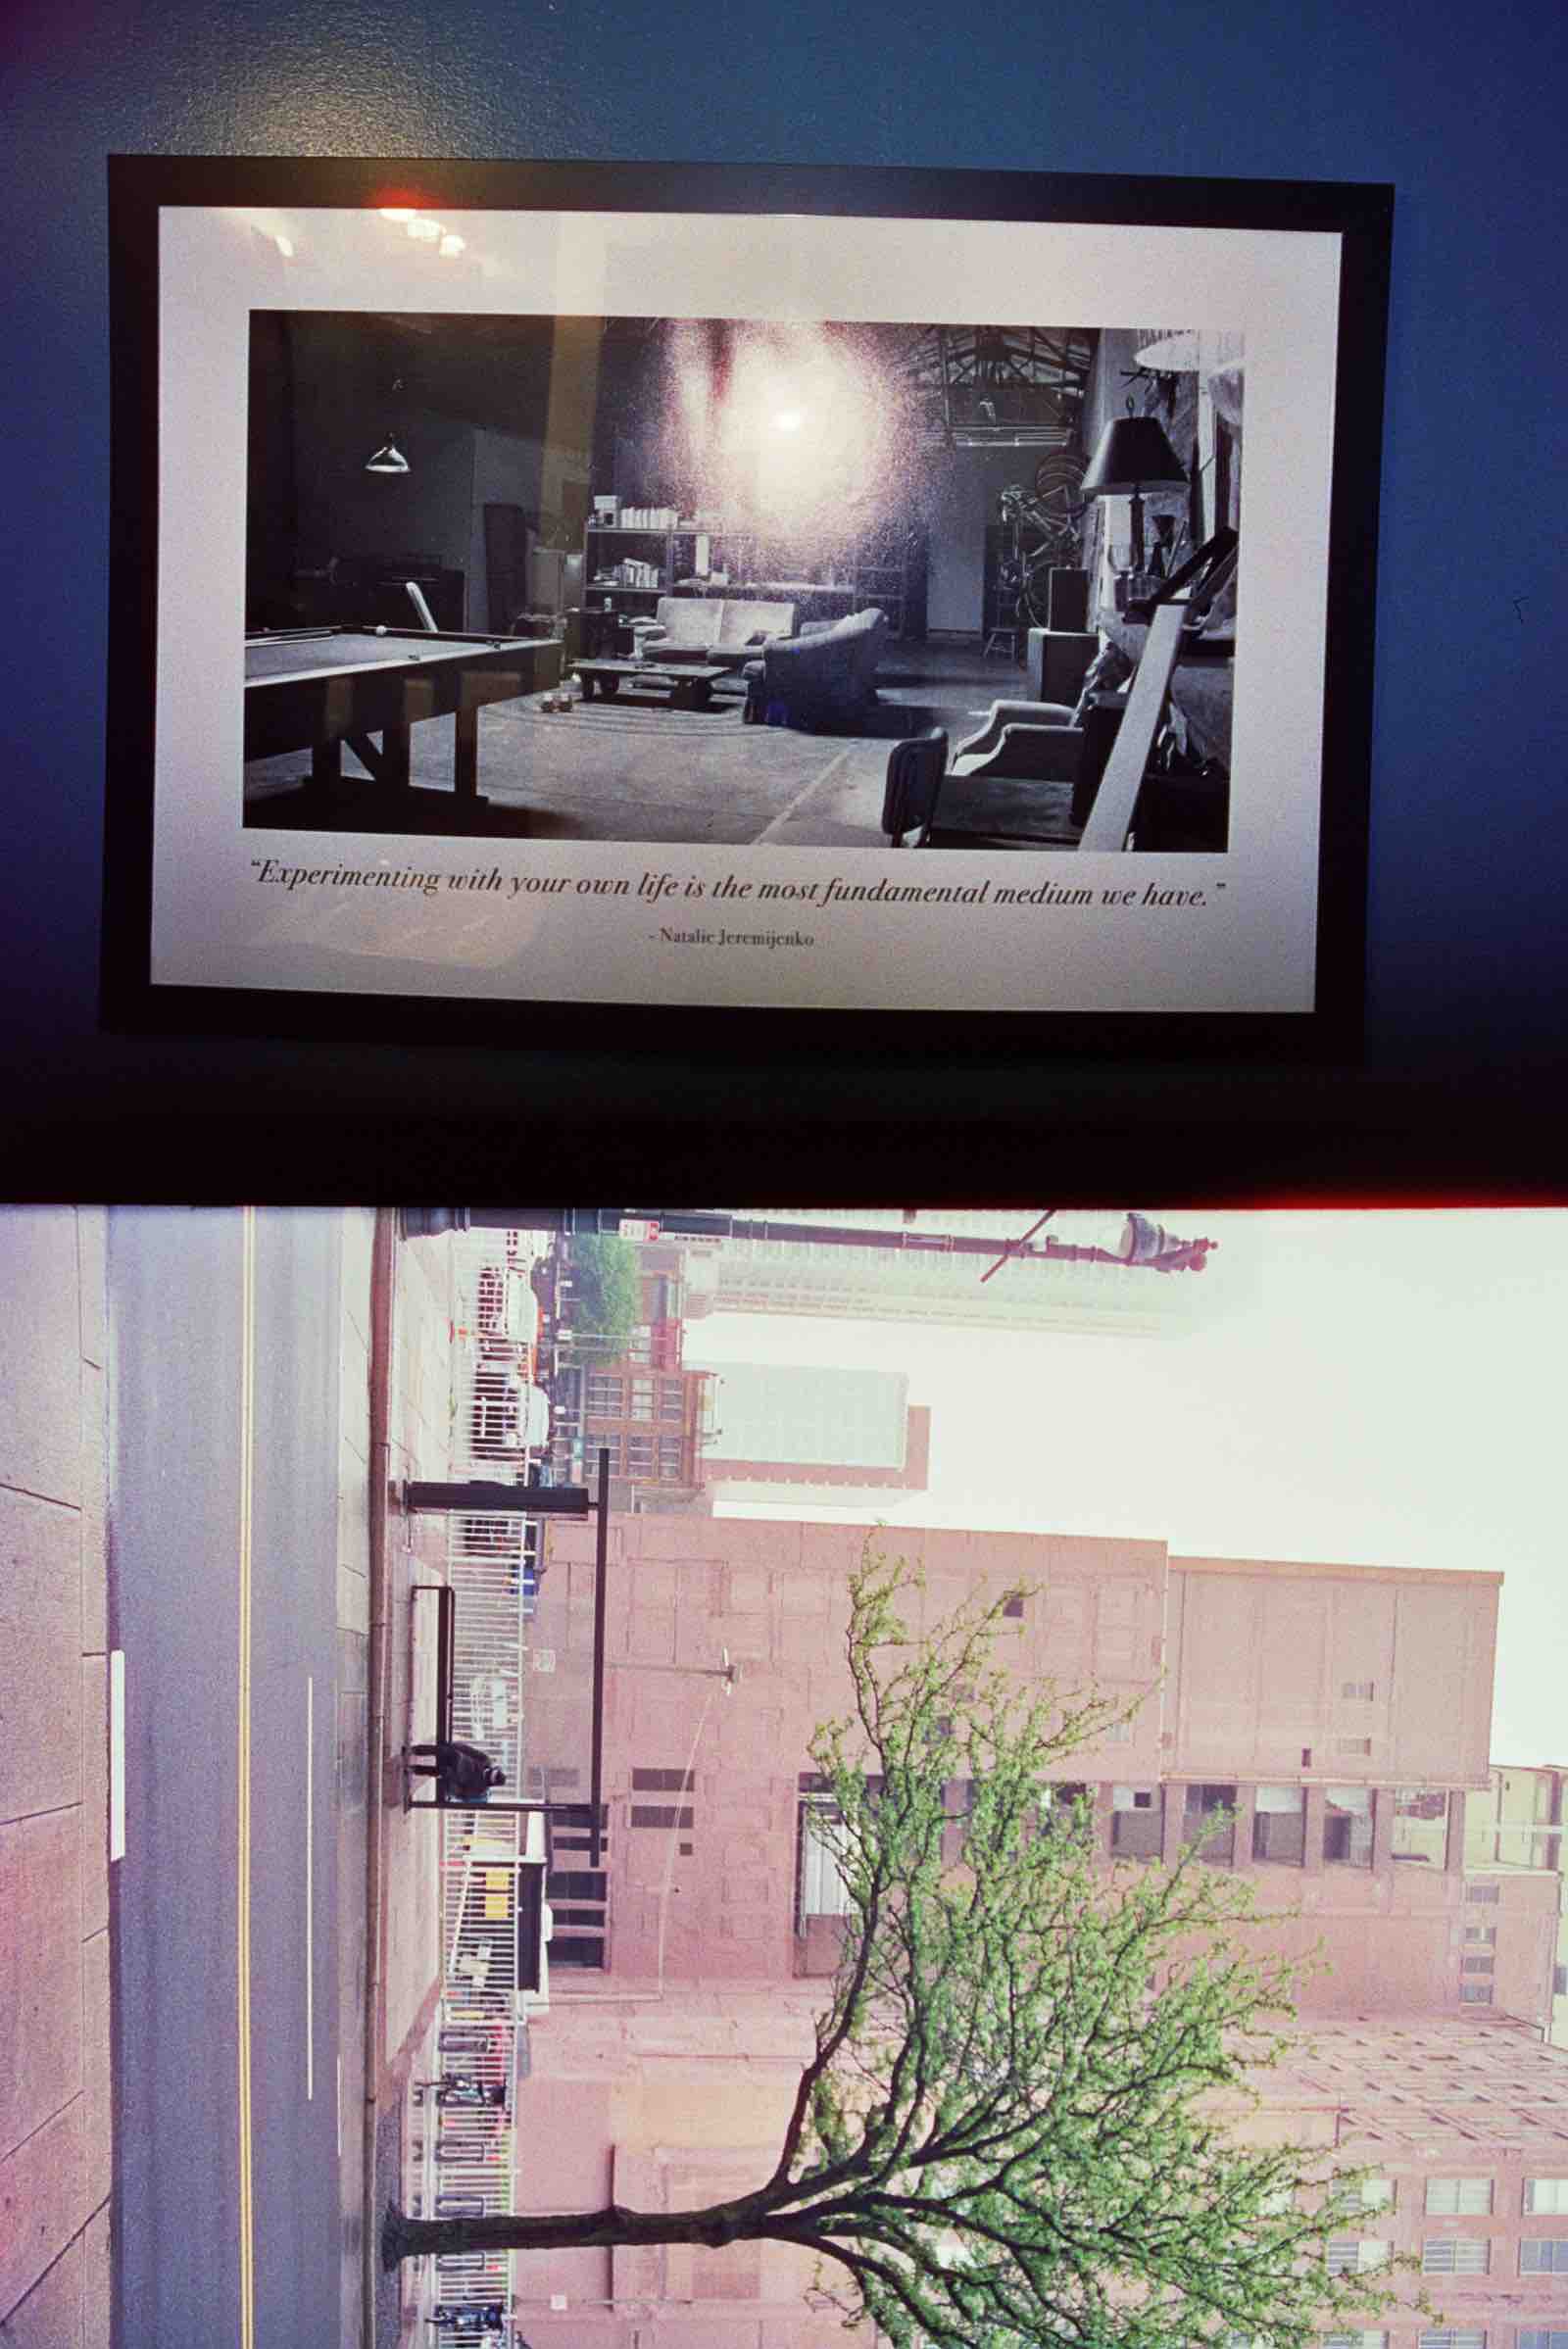 “Experimenting with your own life is the most fundamental medium we have.”
- Natalie Jeremijenko